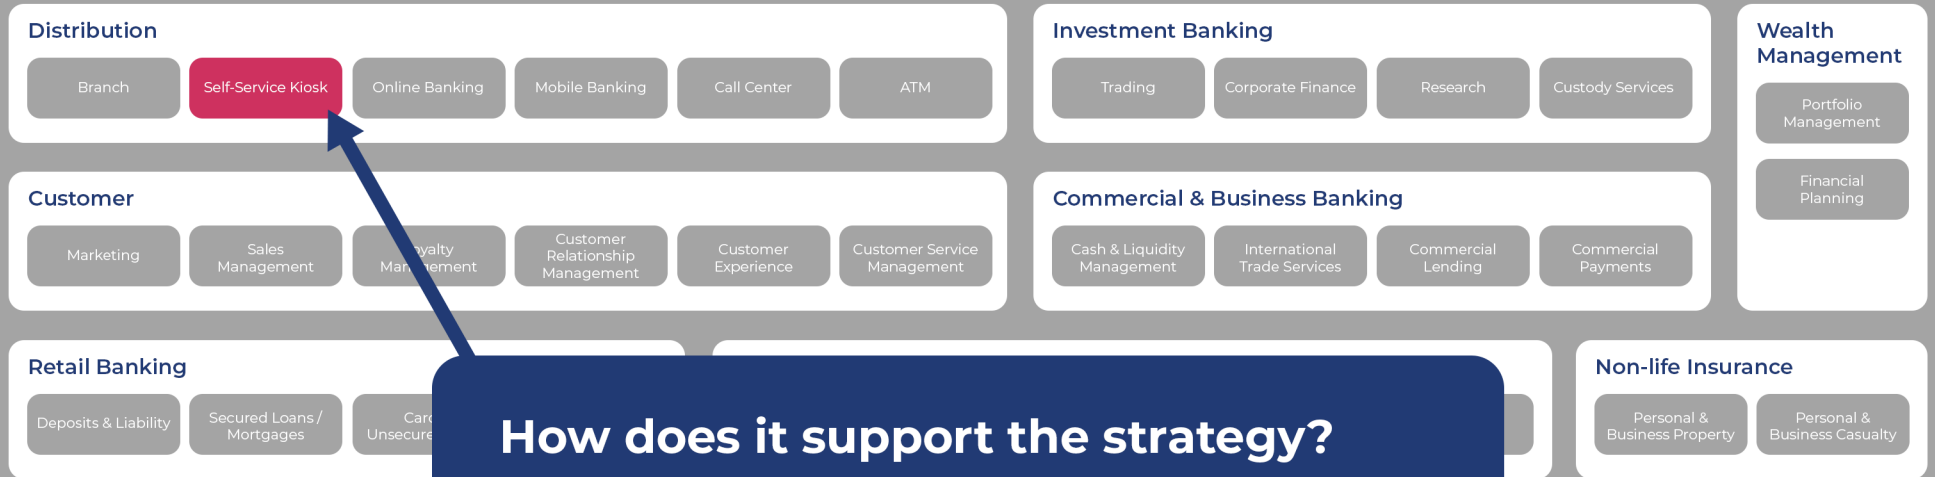 Distribution
Branch
Self-Service Kiosk
Online Banking
Mobile Banking
Call Center
ATM
Investment Banking
Trading
Corporate Finance
Research
Custody Services
Wealth
Management
Portfolio
Management
Financial
Planning
Customer
Marketing
Sales
Management
Management
Customer
Relationship
Management
Customer
Experience
Customer Service
Management
Commercial & Business Banking
Cash & Liquidity
Management
International
Trade Services
Commercial
Lending
Commercial
Payments
Retail Banking
Deposits & Liability
Secured Loans /
Mortgages
How does it support the strategy?
Non-life Insurance
Personal &
Business Property
Personal &
Business Casualty